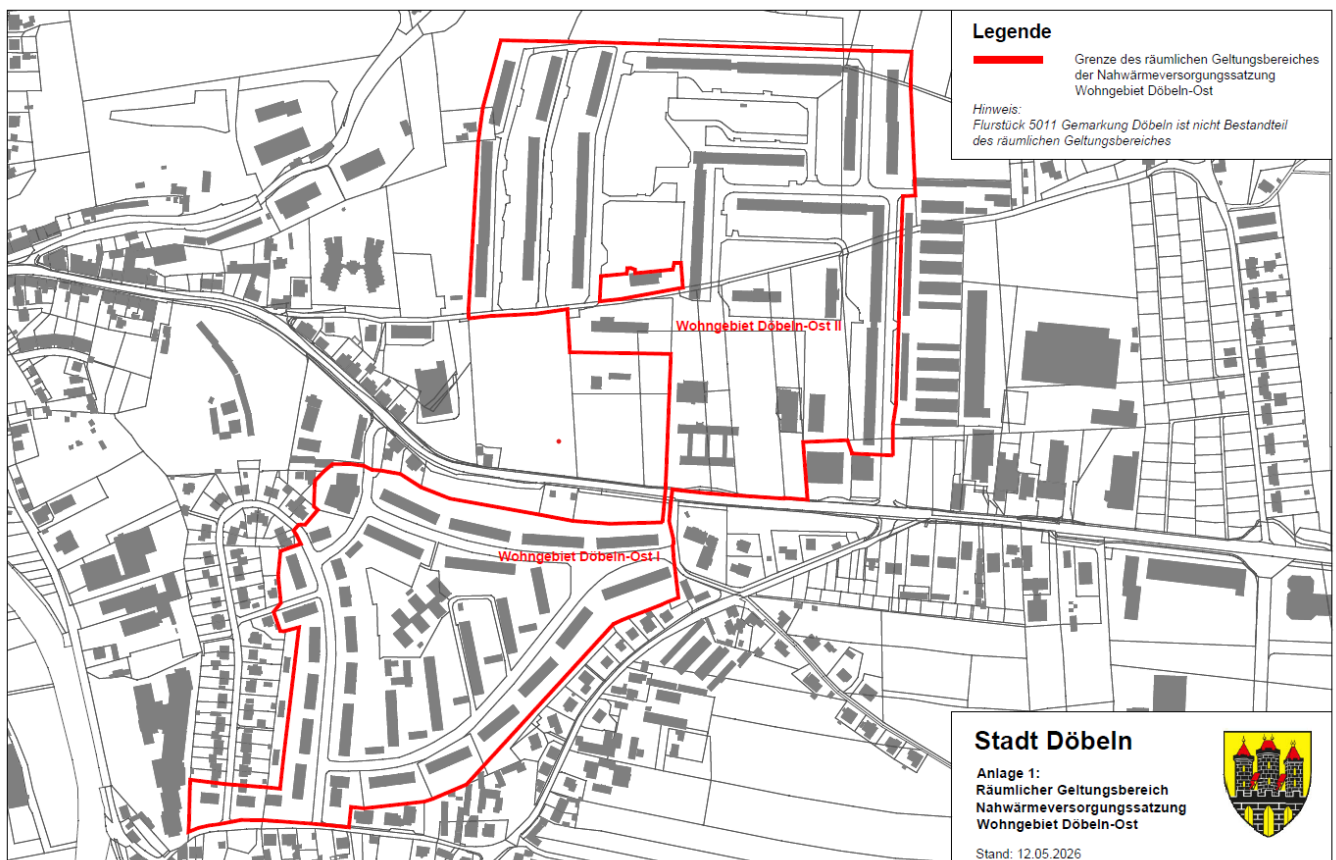 Legende
Grenze des räumlichen Geltungsbereiches
der Nahwärmeversorgungssatzung
Wohngebiet Döbeln-Ost
Hinweis:
Flurstück 5011 Gemarkung Döbeln ist nicht Bestandteil
des räumlichen Geltungsbereiches
Wohngebiet Döbeln-Ost II
Wohngebiet Döbeln-Ost I
Stadt Döbeln
Anlage 1:
Räumlicher Geltungsbereich
Nahwärmeversorgungssatzung
Wohngebiet Döbeln-Ost
Stand: 12.05.2026